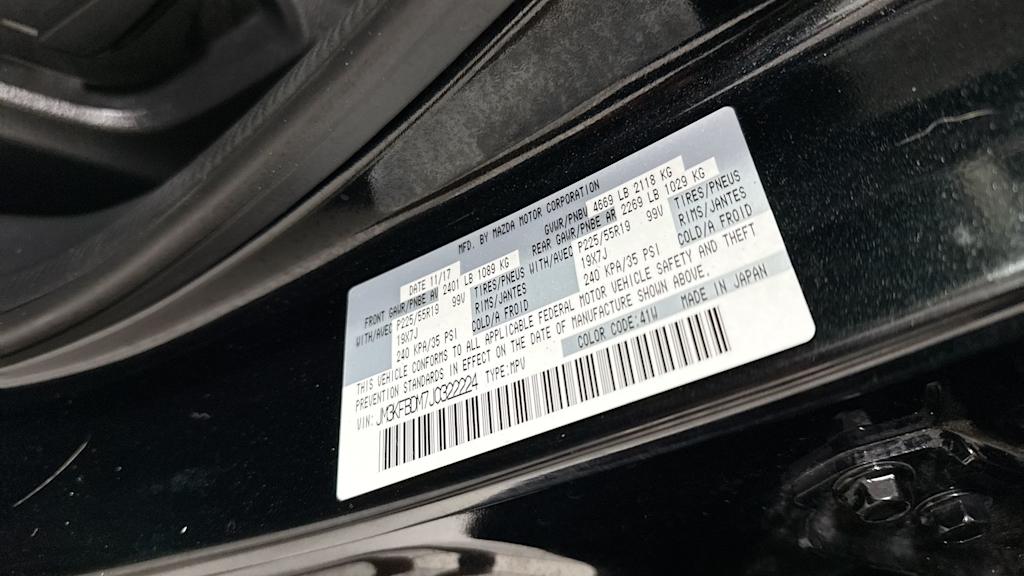 MFD. BY MAZDA MOTOR CORPORATION
DATE 11/17 GVWR/PNBV 4669 LB 2118 KG
FRONT GAWR/PNBE AV 2401 LB 1089 KG REAR GAWR/PNBE AR 2269 LB 1029 KG
WITH/AVEC P225/55R19 99V TIRES/PNEUS WITH/AVEC P225/55R19 99V TIRES/PNEUS
19X7J RIMS/JANTES 19X7J RIMS/JANTES
240 KPA/35 PSI COLD/A FROID 240 KPA/35 PSI COLD/A FROID
THIS VEHICLE CONFORMS TO ALL APPLICABLE FEDERAL MOTOR VEHICLE SAFETY AND THEFT
PREVENTION STANDARDS IN EFFECT ON THE DATE OF MANUFACTURE SHOWN ABOVE.
VIN: JM3KFBDM7J0322224 TYPE:MPV COLOR CODE:41W MADE IN JAPAN